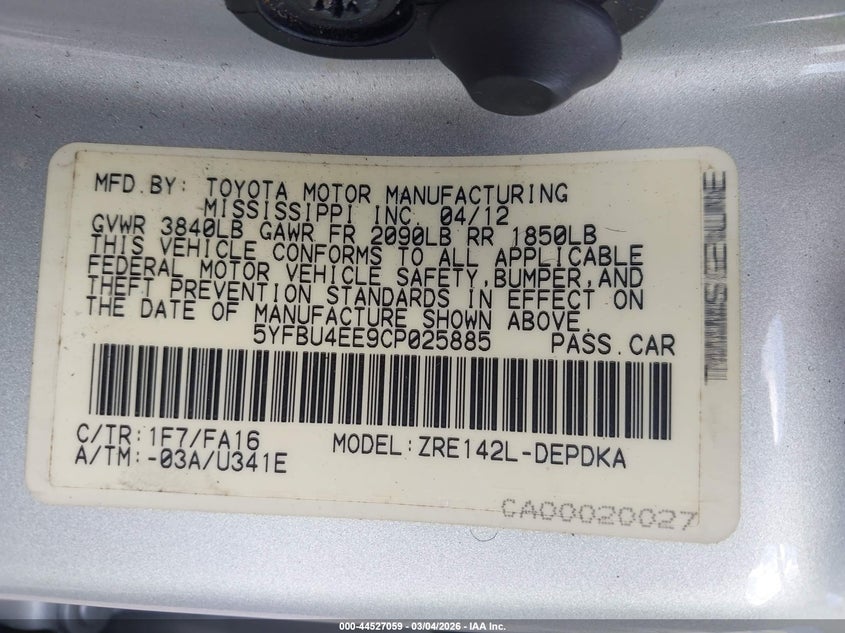 MFD.BY: TOYOTA MOTOR MANUFACTURING
MISSISSIPPI INC. 04/12
GVWR 3840LB GAWR FR 2090LB RR 1850LB
THIS VEHICLE CONFORMS TO ALL APPLICABLE
FEDERAL MOTOR VEHICLE SAFETY,BUMPER,AND
THEFT PREVENTION STANDARDS IN EFFECT ON
THE DATE OF MANUFACTURE SHOWN ABOVE.
5YFBU4EE9CP025885 PASS.CAR
C/TR:1F7/FA16 MODEL:ZRE142L-DEPDKA
A/TM:-03A/U341E
CA00020027
000-44527059 - 03/04/2026 - IAA Inc.